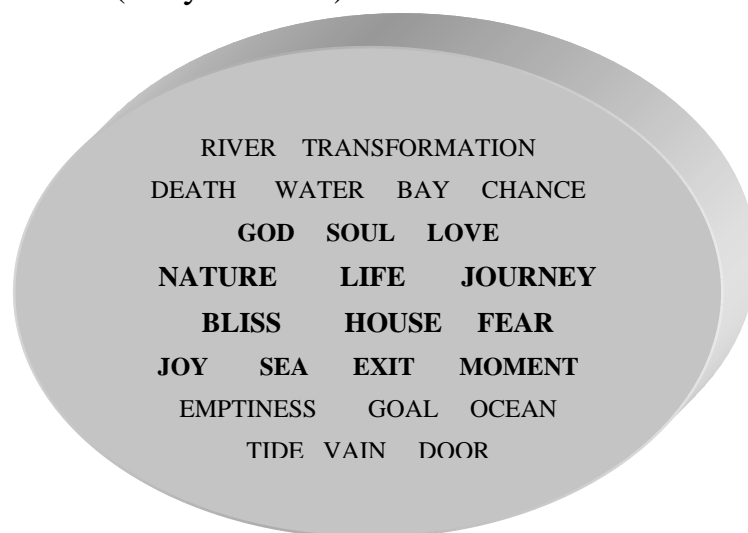 RIVER TRANSFORMATION
DEATH WATER BAY CHANCE
GOD SOUL LOVE
NATURE LIFE JOURNEY
BLISS HOUSE FEAR
JOY SEA EXIT MOMENT
EMPTINESS GOAL OCEAN
TIDE VAIN DOOR